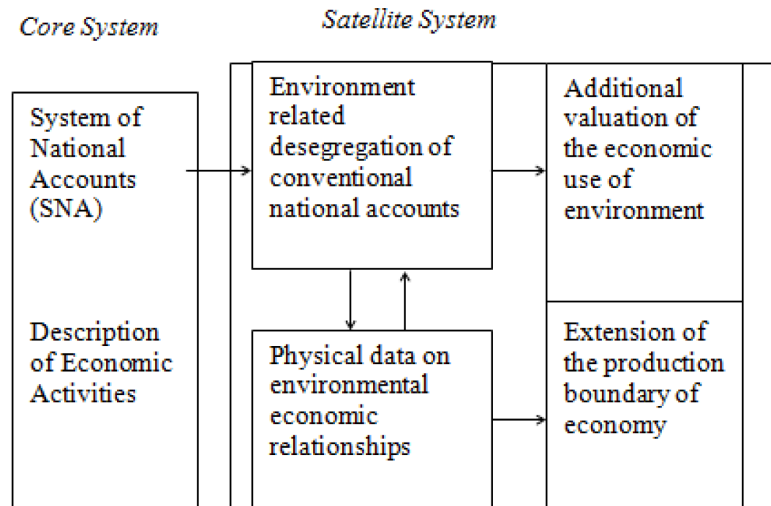 Core System
Satellite System
System of
National
Accounts
(SNA)
Description
of Economic
Activities
Environment
related
desegregation of
conventional
national accounts
Physical data on
environmental
economic
relationships
Additional
valuation of
the economic
use of
environment
Extension of
the production
boundary of
economy